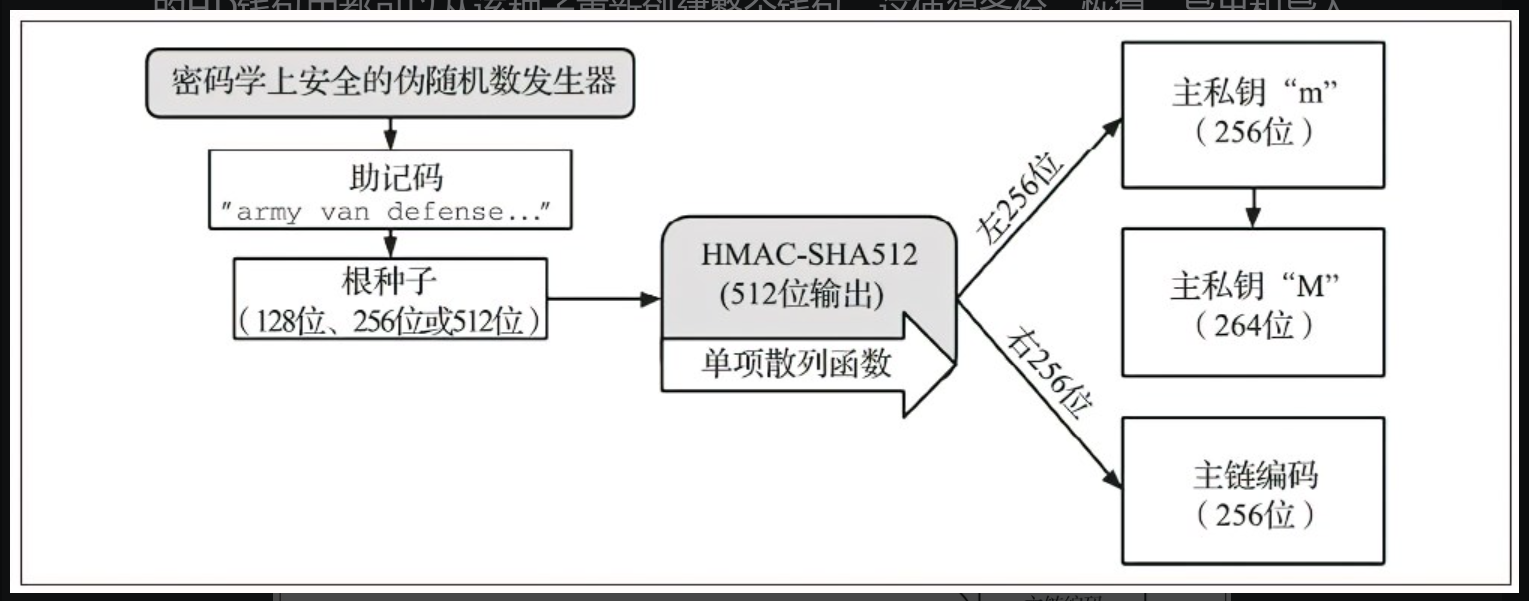 密码学上安全的伪随机数发生器
助记码
"army van defense..."
根种子
（128位、256位或512位）
HMAC-SHA512
(512位输出)
单项散列函数
左256位
右256位
主私钥“m”
（256位）
主私钥“M”
（264位）
主链编码
（256位）